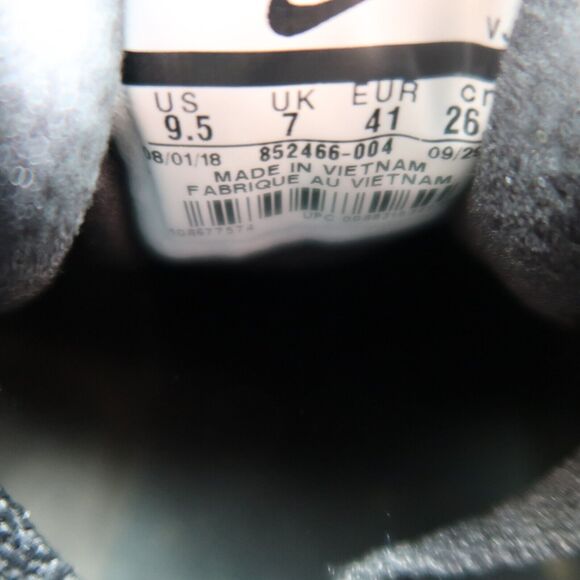 US UK EUR
9.5 7 41 26
08/01/18 852466-004
MADE IN VIETNAM
FABRIQUE AU VIETNAM
UPC